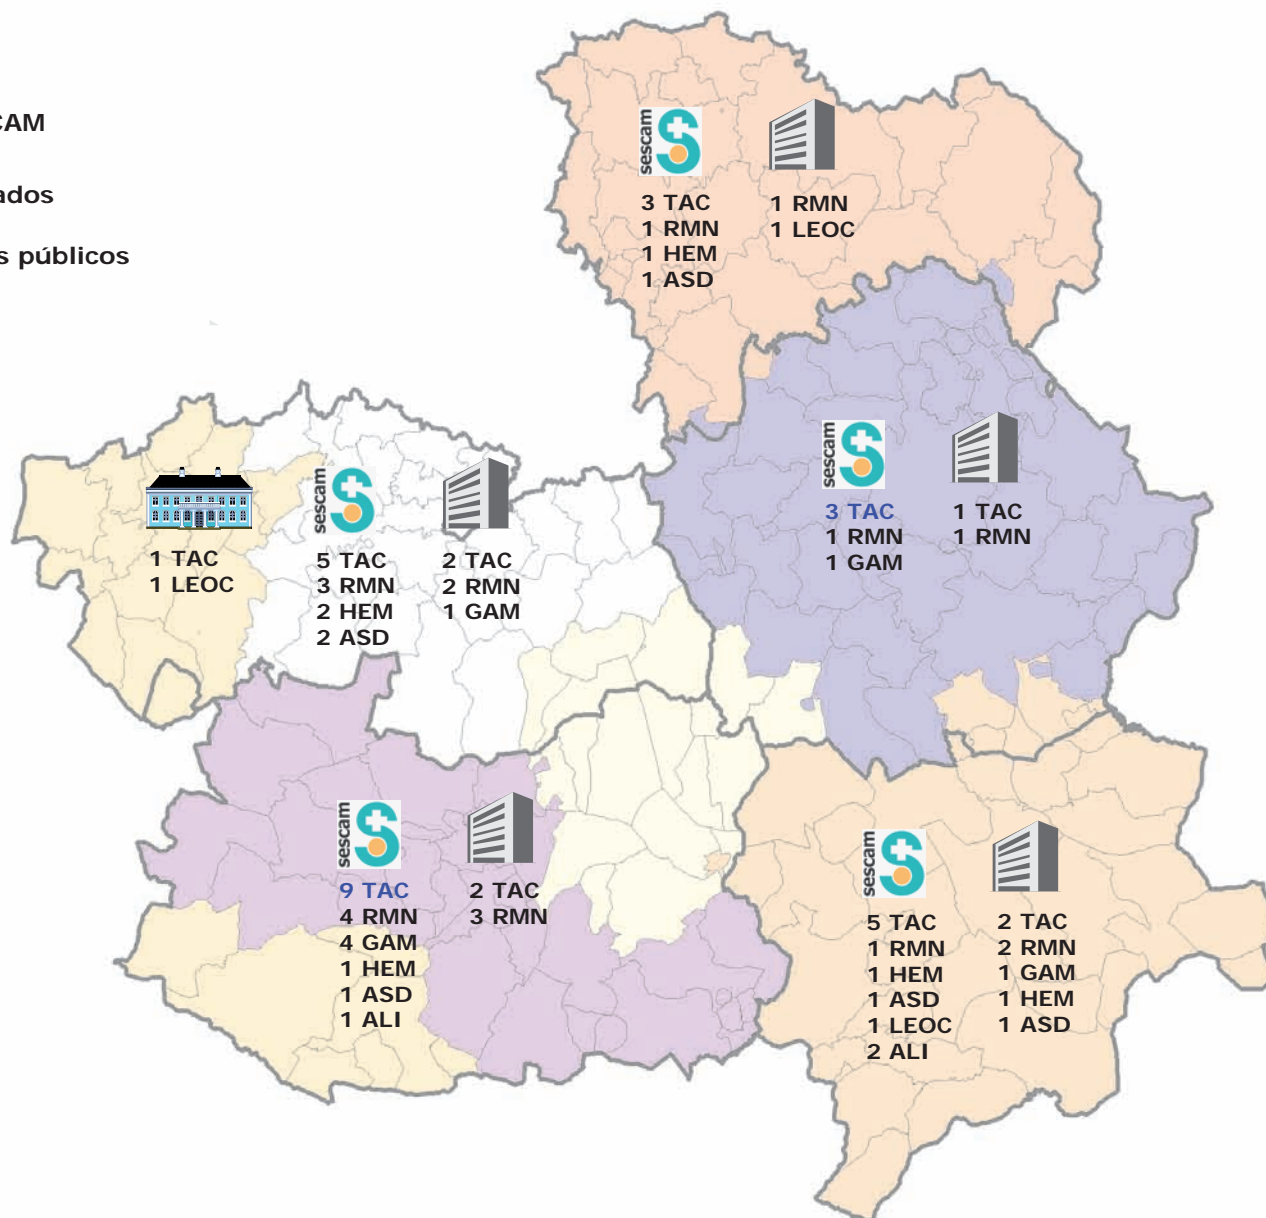 CAM
ados
s públicos
sescam
3 TAC
1 RMN
1 HEM
1 ASD
1 RMN
1 LEOC
sescam
3 TAC
1 RMN
1 GAM
1 TAC
1 RMN
1 TAC
1 LEOC
sescam
5 TAC
3 RMN
2 HEM
2 ASD
2 TAC
2 RMN
1 GAM
sescam
9 TAC
4 RMN
4 GAM
1 HEM
1 ASD
1 ALI
2 TAC
3 RMN
sescam
5 TAC
1 RMN
1 HEM
1 ASD
1 LEOC
2 ALI
2 TAC
2 RMN
1 GAM
1 HEM
1 ASD